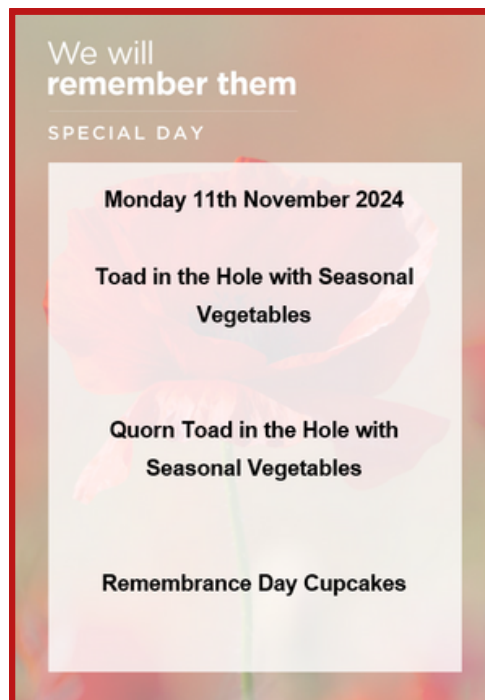 We will
remember them
SPECIAL DAY
Monday 11th November 2024
Toad in the Hole with Seasonal
Vegetables
Quorn Toad in the Hole with
Seasonal Vegetables
Remembrance Day Cupcakes